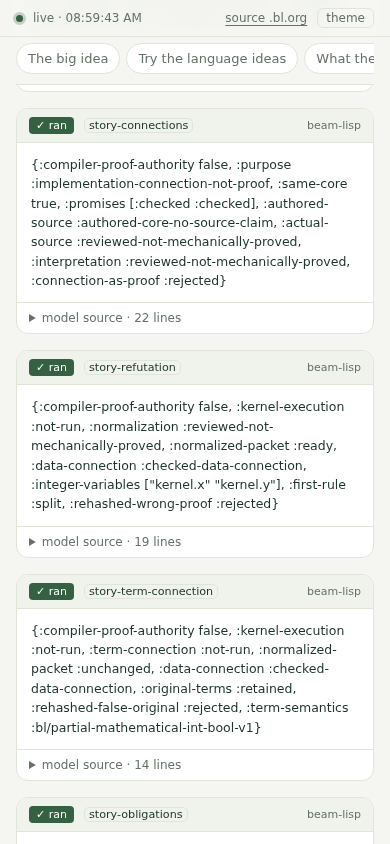 live · 08:59:43 AM
source .bl.org
theme
The big idea
Try the language ideas
What the
✓ ran
story-connections
beam-lisp
{:compiler-proof-authority false, :purpose
:implementation-connection-not-proof, :same-core
true, :promises [:checked :checked], :authored-
source :authored-core-no-source-claim, :actual-
source :reviewed-not-mechanically-proved,
:interpretation :reviewed-not-mechanically-proved,
:connection-as-proof :rejected}
▶ model source · 22 lines
✓ ran
story-refutation
beam-lisp
{:compiler-proof-authority false, :kernel-execution
:not-run, :normalization :reviewed-not-
mechanically-proved, :normalized-packet :ready,
:data-connection :checked-data-connection,
:integer-variables ["kernel.x" "kernel.y"], :first-rule
:split, :rehashed-wrong-proof :rejected}
▶ model source · 19 lines
✓ ran
story-term-connection
beam-lisp
{:compiler-proof-authority false, :kernel-execution
:not-run, :term-connection :not-run, :normalized-
packet :unchanged, :data-connection :checked-
data-connection, :original-terms :retained,
:rehashed-false-original :rejected, :term-semantics
:bl/partial-mathematical-int-bool-v1}
▶ model source · 14 lines
✓ ran
story-obligations
beam-lisp